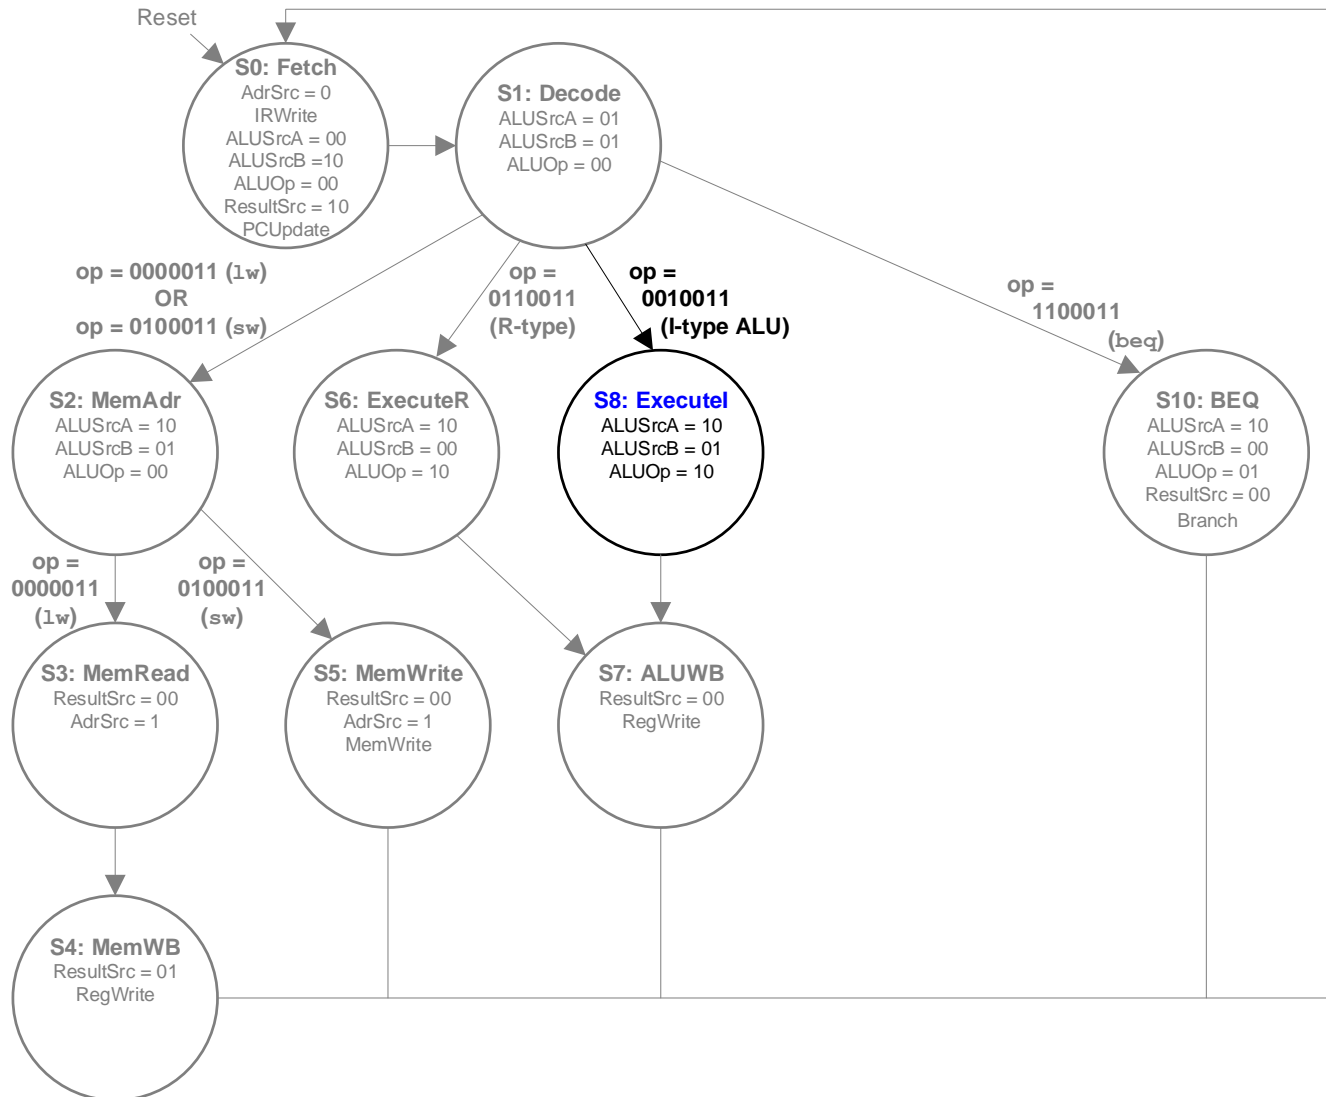 Reset
S0: Fetch
AdrSrc = 0
IRWrite
ALUSrcA = 00
ALUSrcB =10
ALUOp = 00
ResultSrc = 10
PCUpdate
S1: Decode
ALUSrcA = 01
ALUSrcB = 01
ALUOp = 00
op = 0000011 (lw)
OR
op = 0100011 (sw)
op =
0110011
(R-type)
op =
0010011
(I-type ALU)
op =
1100011
(beq)
S2: MemAdr
ALUSrcA = 10
ALUSrcB = 01
ALUOp = 00
S6: ExecuteR
ALUSrcA = 10
ALUSrcB = 00
ALUOp = 10
S8: ExecuteI
ALUSrcA = 10
ALUSrcB = 01
ALUOp = 10
S10: BEQ
ALUSrcA = 10
ALUSrcB = 00
ALUOp = 01
ResultSrc = 00
Branch
op =
0000011
(lw)
op =
0100011
(sw)
S3: MemRead
ResultSrc = 00
AdrSrc = 1
S5: MemWrite
ResultSrc = 00
AdrSrc = 1
MemWrite
S7: ALUWB
ResultSrc = 00
RegWrite
S4: MemWB
ResultSrc = 01
RegWrite